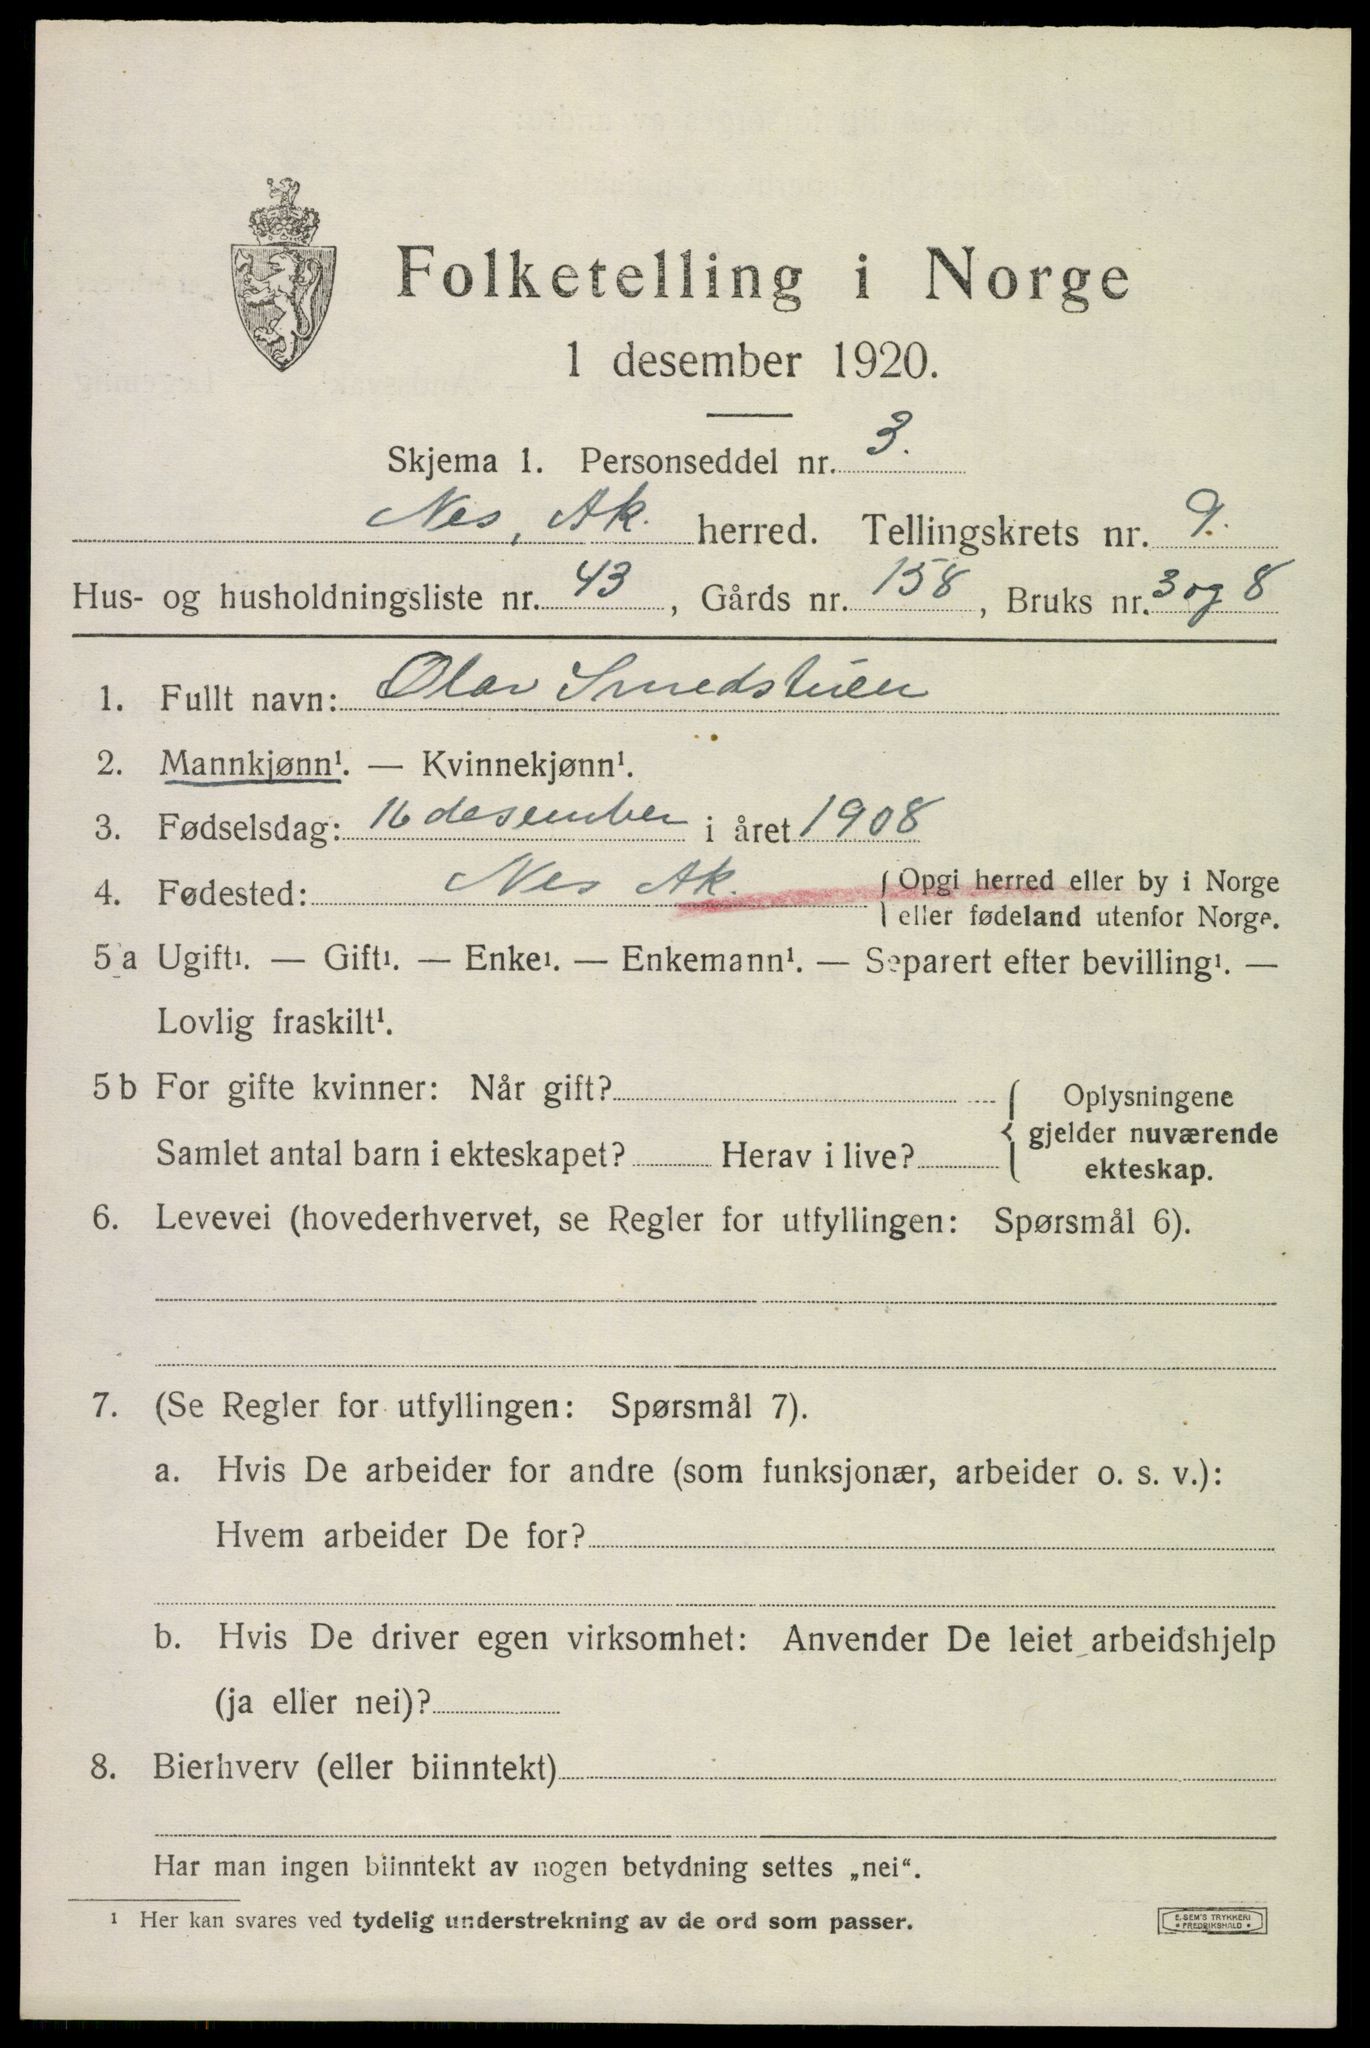 Folketelling i Norge
1 desember 1920.
Skjema 1. Personseddel nr. 3.
Nes, Ak. herred. Tellingskrets nr. 9.
Hus- og husholdningsliste nr. 43, Gårds nr. 158, Bruks nr. 3 og 8
1. Fullt navn: Olav Smedstuen
2. Mannkjønn¹. — Kvinnekjønn¹.
3. Fødselsdag: 16 desember i året 1908
4. Fødested: Nes Ak. { Opgi herred eller by i Norge
eller fødeland utenfor Norge.
5 a Ugift¹. — Gift¹. — Enke¹. — Enkemann¹. — Separert efter bevilling¹. —
Lovlig fraskilt¹.
5 b For gifte kvinner: Når gift? { Oplysningene
gjelder nuværende
Samlet antal barn i ekteskapet? Herav i live?
ekteskap.
6. Levevei (hovederhvervet, se Regler for utfyllingen: Spørsmål 6).
7. (Se Regler for utfyllingen: Spørsmål 7).
a. Hvis De arbeider for andre (som funksjonær, arbeider o. s. v.):
Hvem arbeider De for?
b. Hvis De driver egen virksomhet: Anvender De leiet arbeidshjelp
(ja eller nei)?
8. Bierhverv (eller biinntekt)
Har man ingen biinntekt av nogen betydning settes „nei“.
¹ Her kan svares ved tydelig understrekning av de ord som passer.
E. SEM'S TRYKKERI
• FREDRIKSHALD •